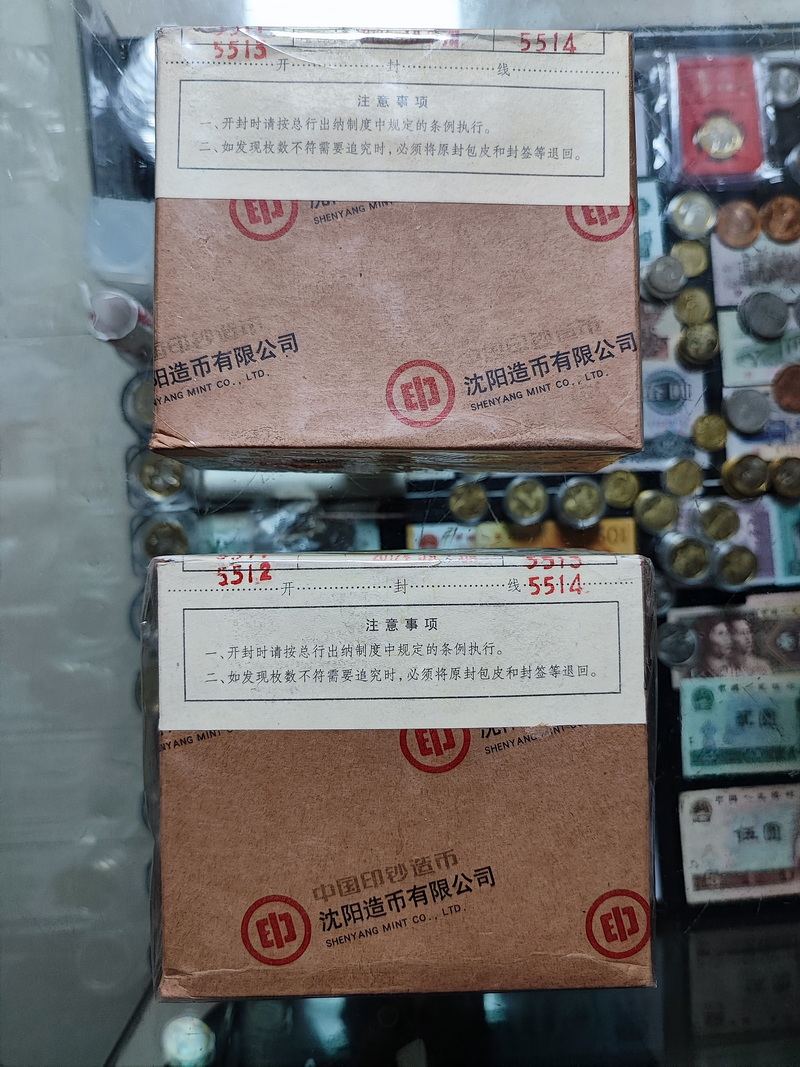 5513
5514
开 封 线
注意事项
一、开封时请按总行出纳制度中规定的条例执行。
二、如发现枚数不符需要追究时,必须将原封包皮和封签等退回。
SHENYANG MINT CO., LTD.
阳造币有限公司
YANG MINT CO., LTD.
沈阳造币有限公司
SHENYANG MINT CO., LTD.
5512
5513
开 封 线
5514
注意事项
一、开封时请按总行出纳制度中规定的条例执行。
二、如发现枚数不符需要追究时,必须将原封包皮和封签等退回。
NYANG MINT
SHENYANG MINT CO
中国印钞造币
沈阳造币有限公司
SHENYANG MINT CO., LTD.
贰圆
伍圆